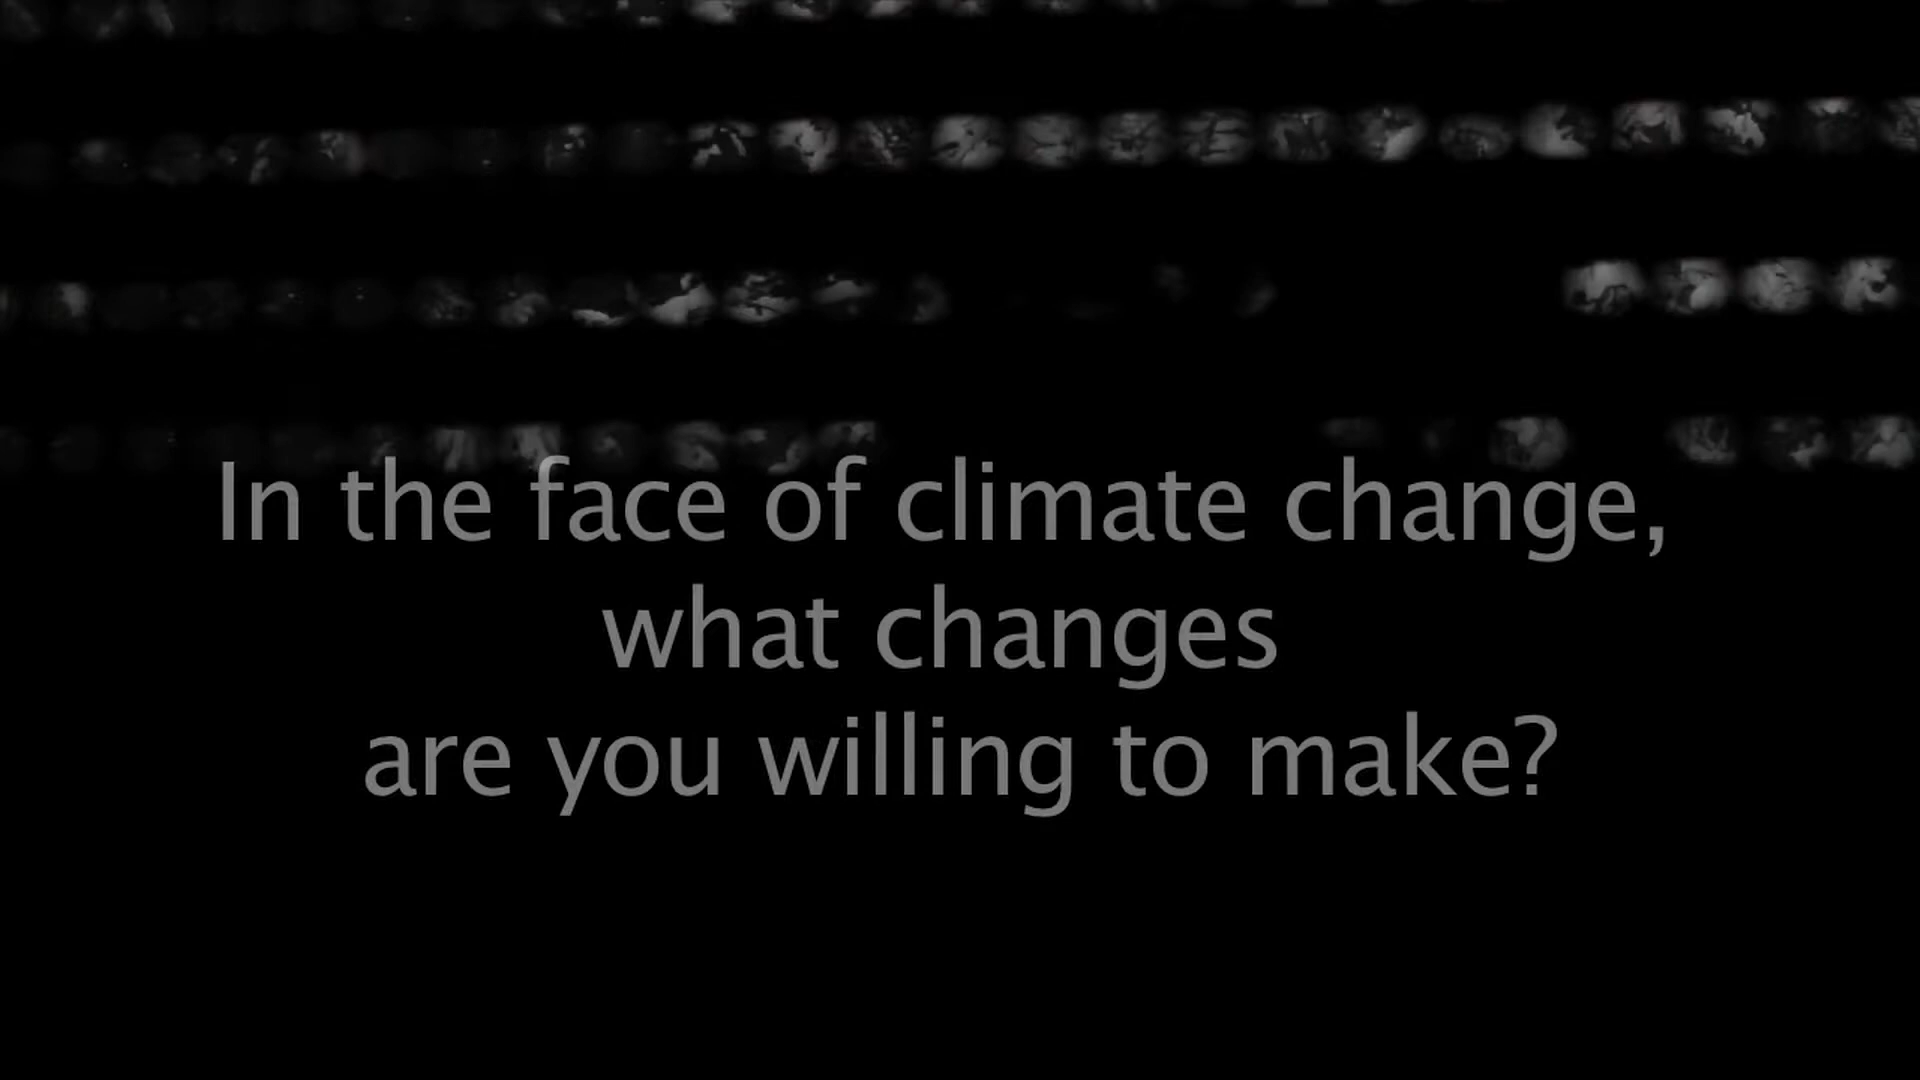 In the face of climate change,
what changes
are you willing to make?